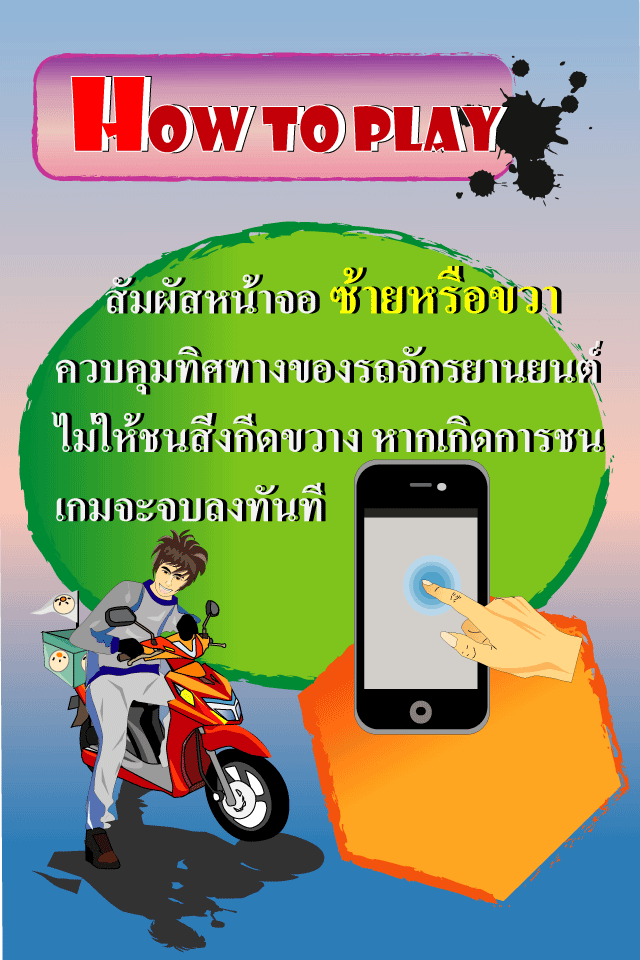 HOW TO PLAY
สัมผัสหน้าจอ ซ้ายหรือขวา
ควบคุมทิศทางของรถจักรยานยนต์
ไม่ให้ชนสิ่งกีดขวาง หากเกิดการชน
เกมจะจบลงทันที